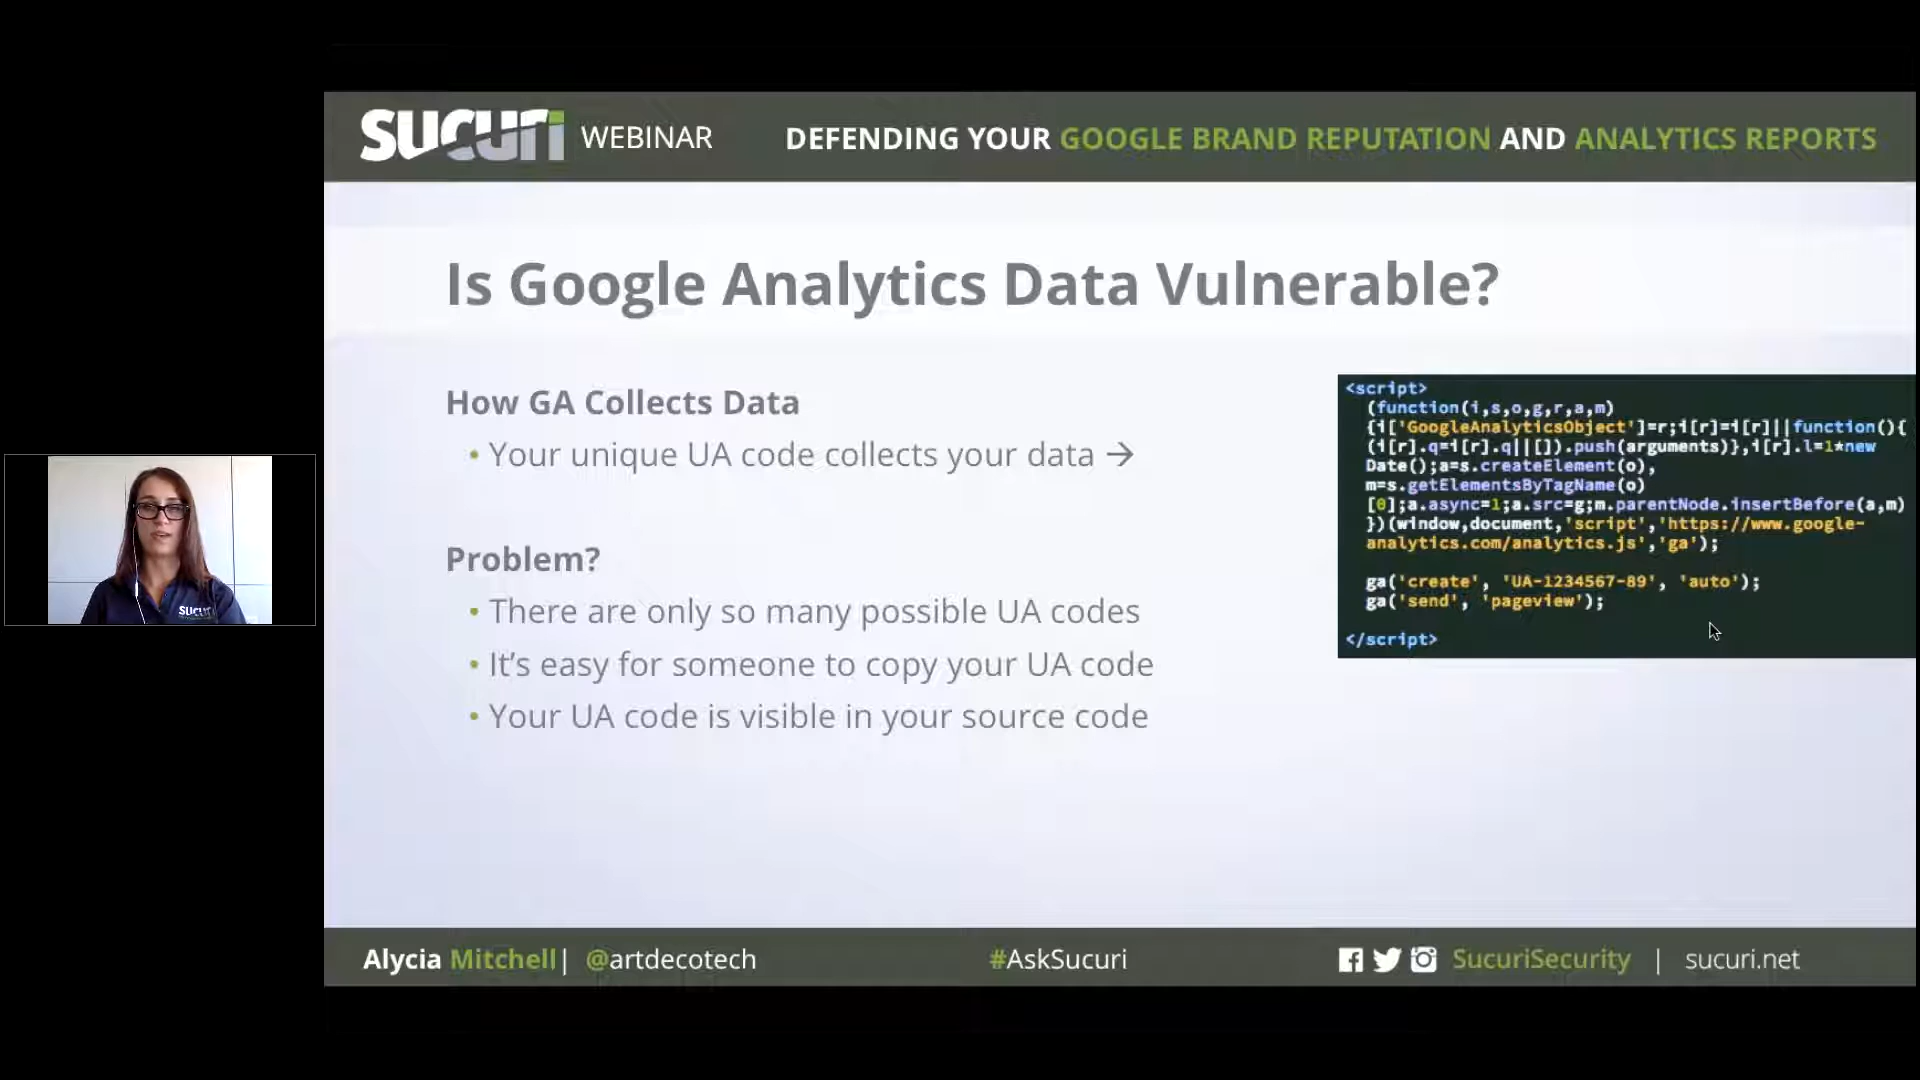 sucuri WEBINAR DEFENDING YOUR GOOGLE BRAND REPUTATION AND ANALYTICS REPORTS
Is Google Analytics Data Vulnerable?
How GA Collects Data
• Your unique UA code collects your data →
Problem?
• There are only so many possible UA codes
• It's easy for someone to copy your UA code
• Your UA code is visible in your source code
<script>
(function(i,s,o,g,r,a,m)
{i['GoogleAnalyticsObject']=r;i[r]=i[r]||function(){
(i[r].q=i[r].q||[]).push(arguments)},i[r].l=1*new
Date();a=s.createElement(o),
m=s.getElementsByTagName(o)
[0];a.async=1;a.src=g;m.parentNode.insertBefore(a,m)
})(window,document,'script','https://www.google-
analytics.com/analytics.js','ga');
ga('create', 'UA-1234567-89', 'auto');
ga('send', 'pageview');
</script>
SUCURI
Alycia Mitchell| @artdecotech #AskSucuri SucuriSecurity | sucuri.net